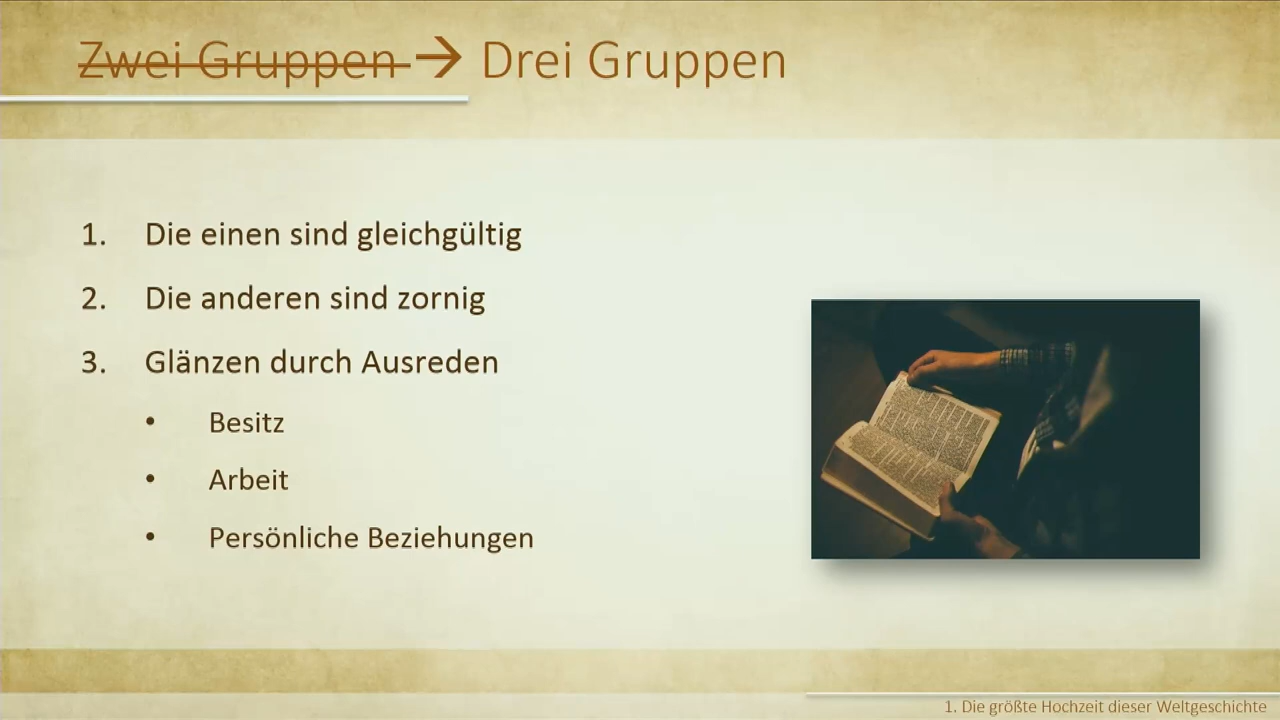 Zwei Gruppen → Drei Gruppen
1. Die einen sind gleichgültig
2. Die anderen sind zornig
3. Glänzen durch Ausreden
• Besitz
• Arbeit
• Persönliche Beziehungen
1. Die größte Hochzeit dieser Weltgeschichte